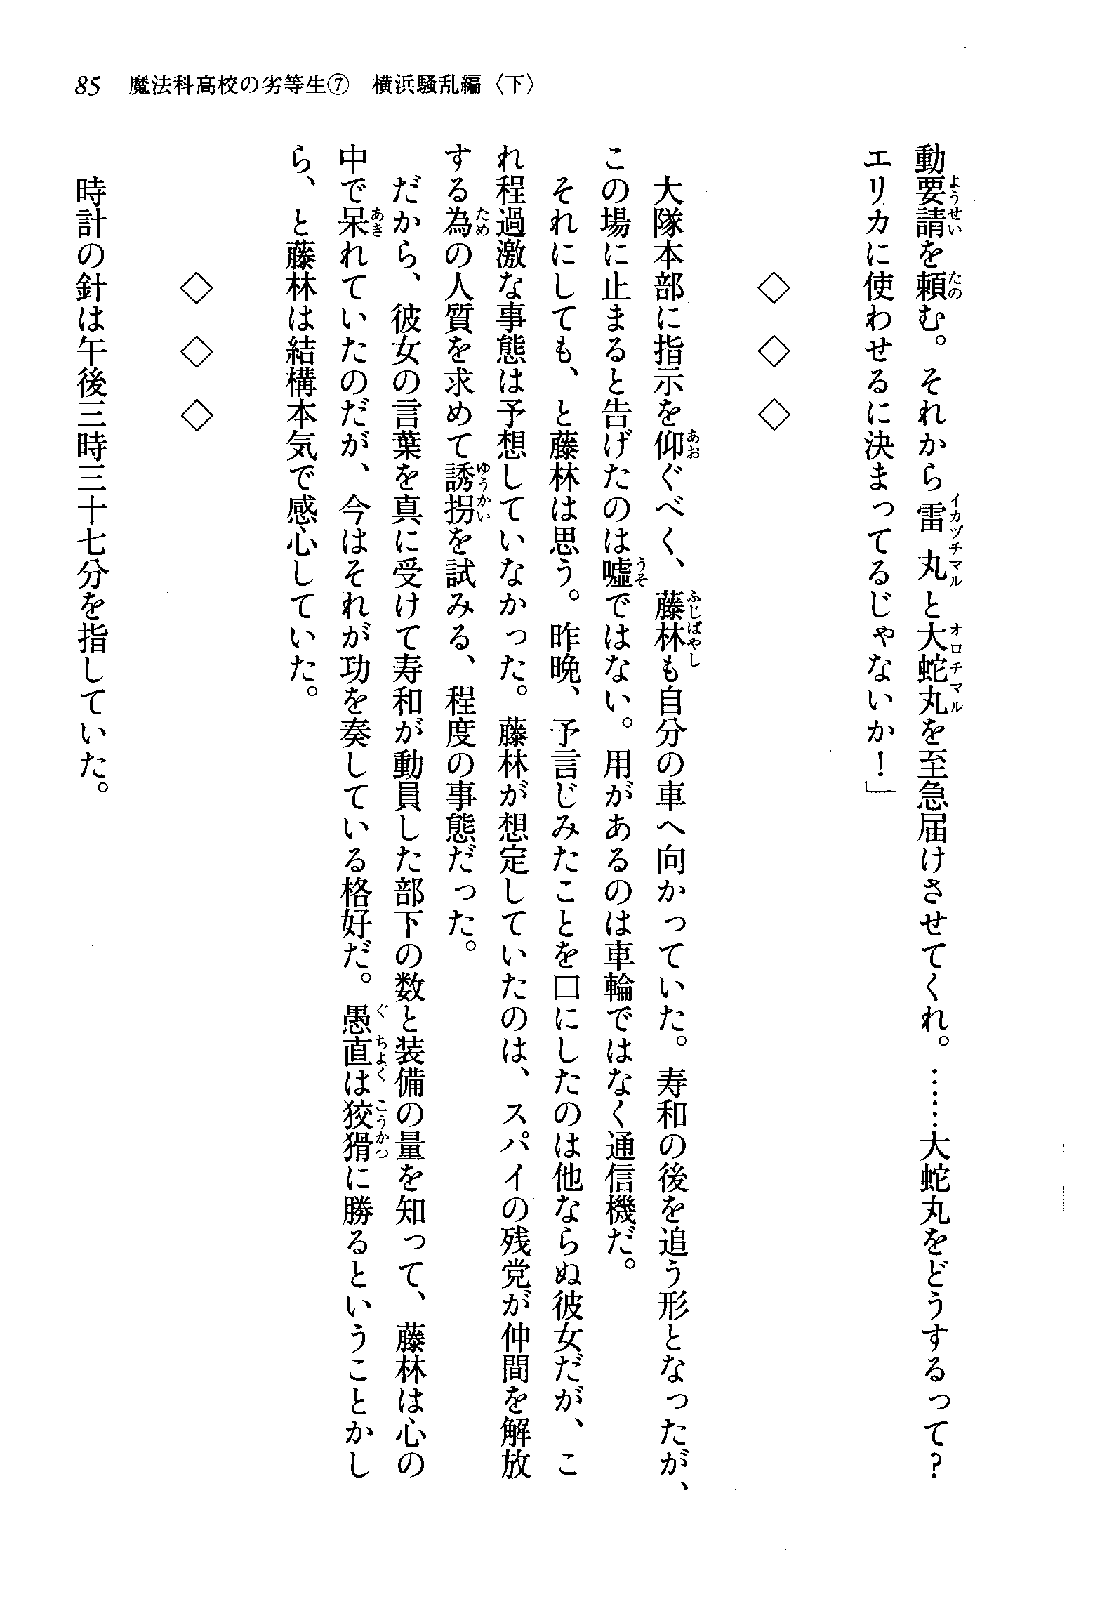 85　魔法科高校の劣等生⑦　横浜騒乱編〈下〉
動要請を頼む。それから雷丸と大蛇丸を至急届けさせてくれ。……大蛇丸をどうするって？
エリカに使わせるに決まってるじゃないか！」
◇　◇　◇
　大隊本部に指示を仰ぐべく、藤林も自分の車へ向かっていた。寿和の後を追う形となったが、
この場に止まると告げたのは嘘ではない。用があるのは車輪ではなく通信機だ。
　それにしても、と藤林は思う。昨晩、予言じみたことを口にしたのは他ならぬ彼女だが、こ
れ程過激な事態は予想していなかった。藤林が想定していたのは、スパイの残党が仲間を解放
する為の人質を求めて誘拐を試みる、程度の事態だった。
　だから、彼女の言葉を真に受けて寿和が動員した部下の数と装備の量を知って、藤林は心の
中で呆れていたのだが、今はそれが功を奏している格好だ。愚直は狡猾に勝るということかし
ら、と藤林は結構本気で感心していた。
◇　◇　◇
　時計の針は午後三時三十七分を指していた。